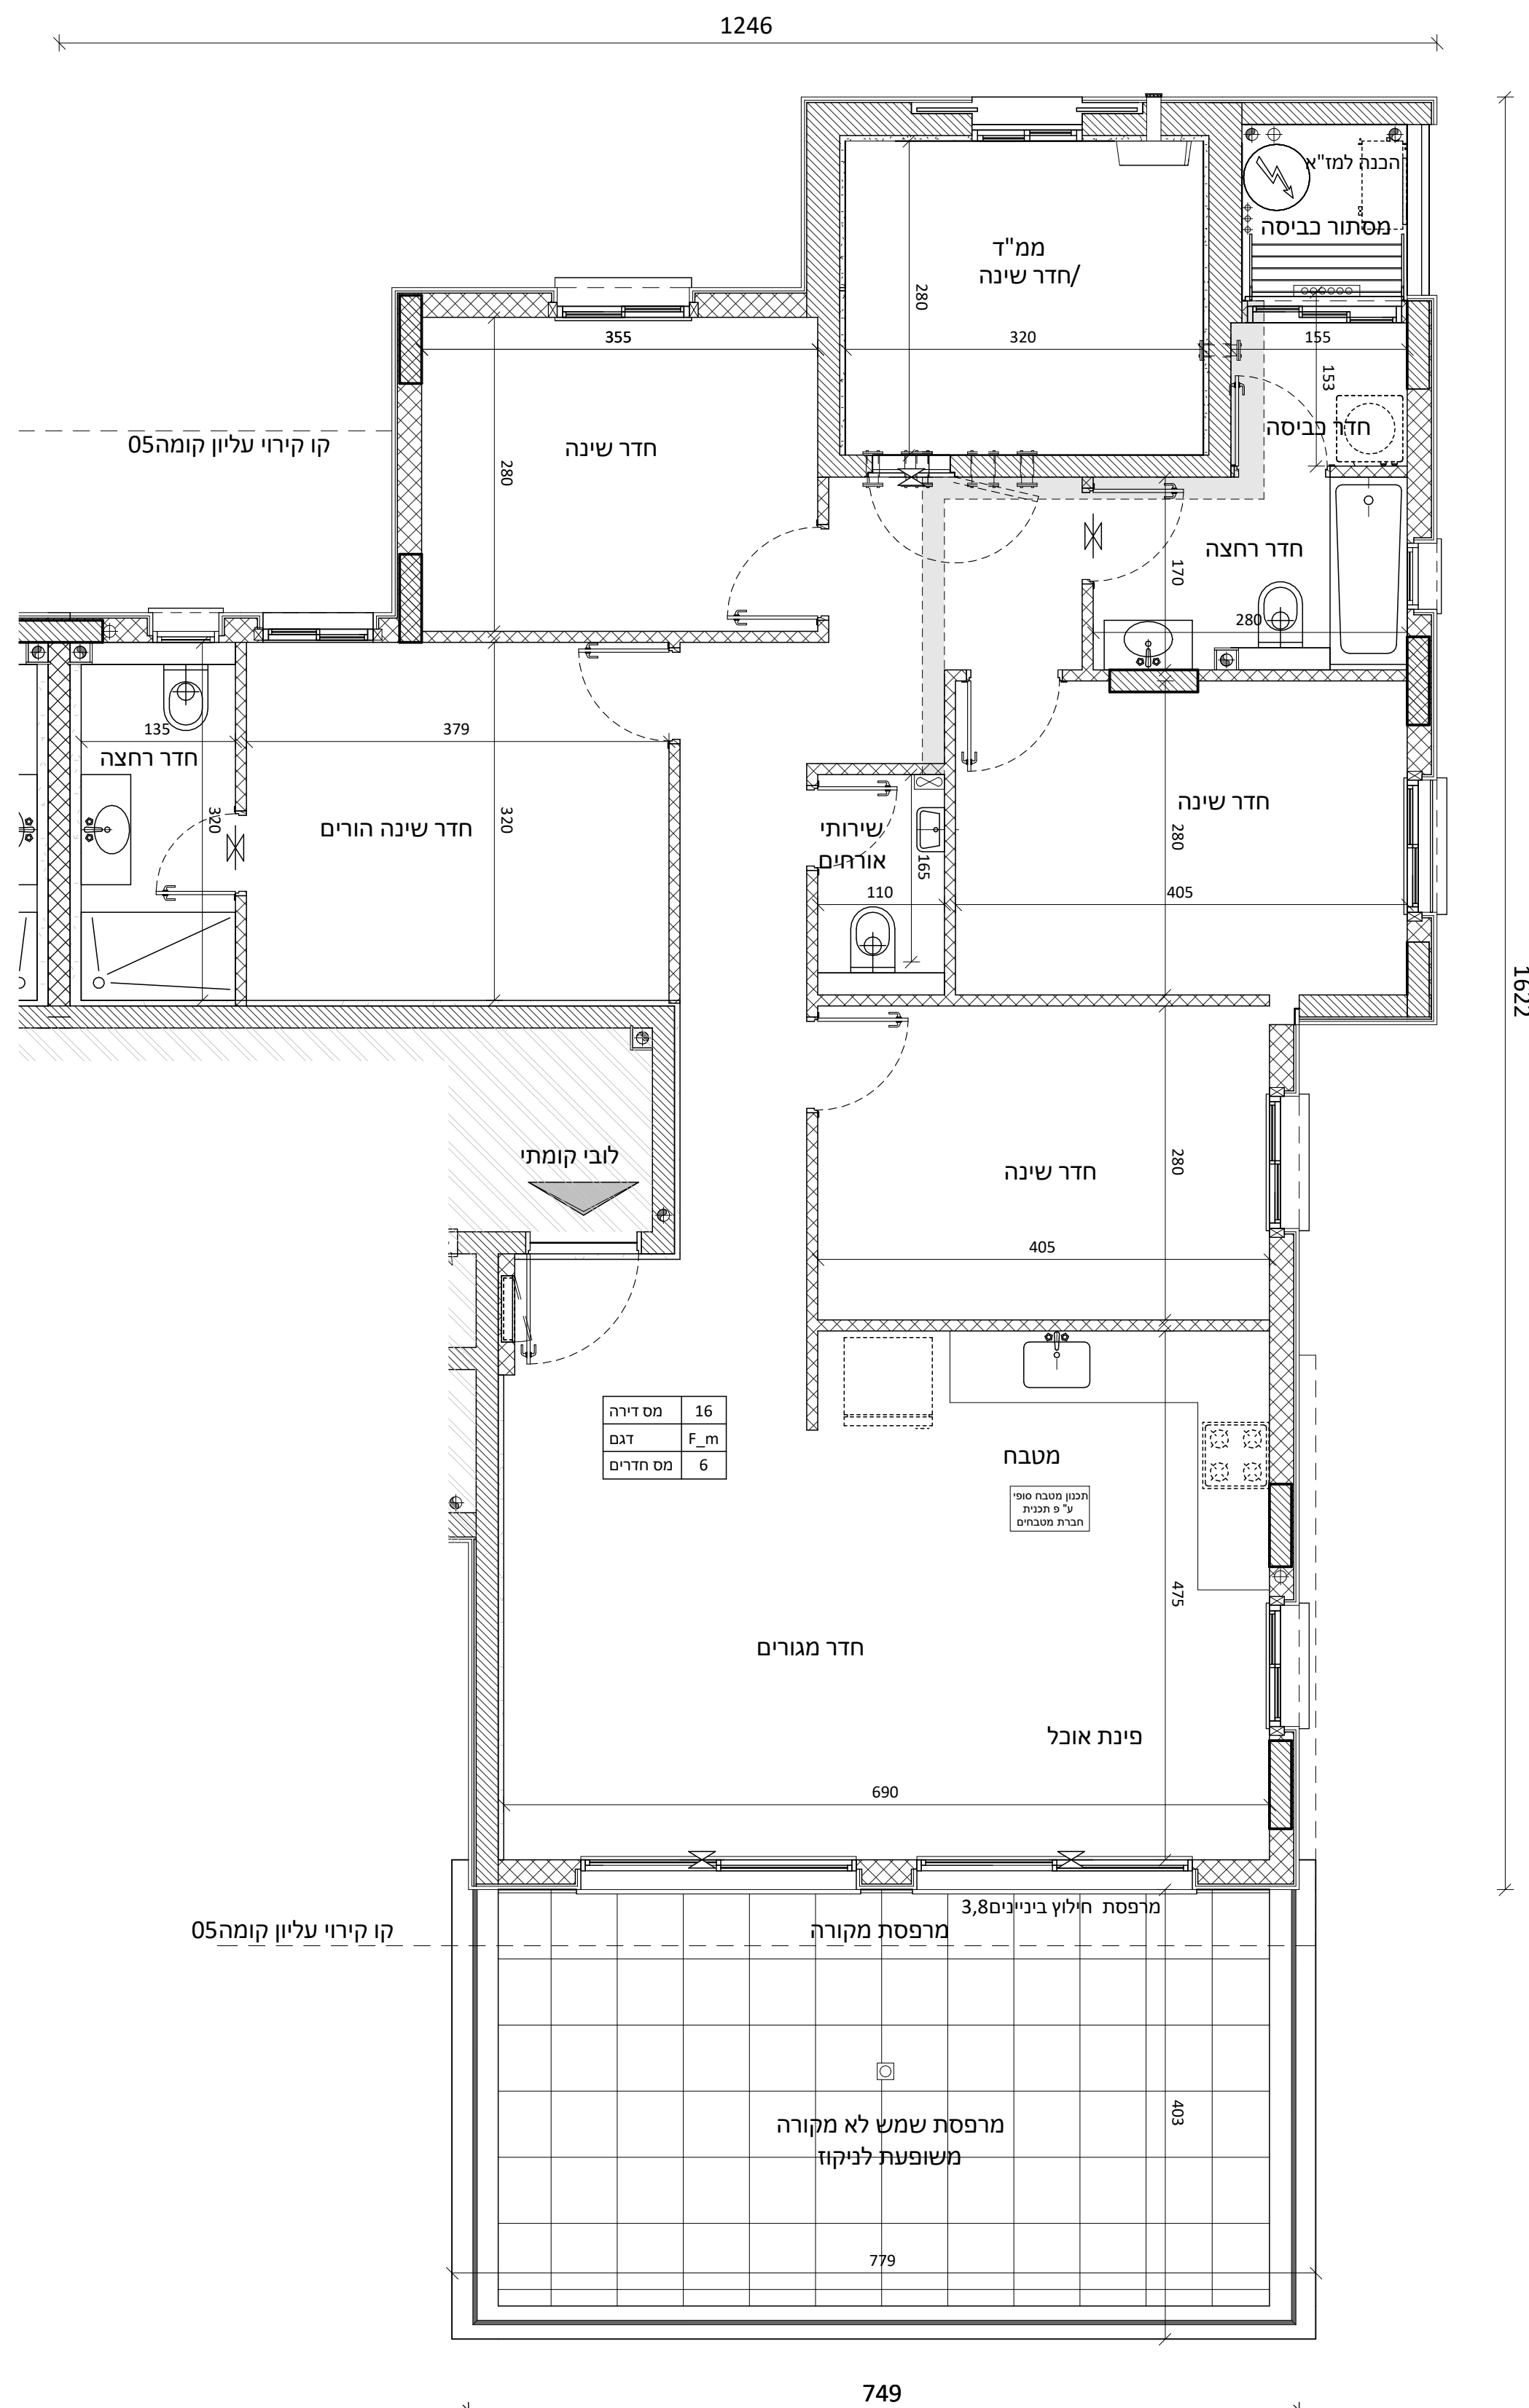 1246
הכנה למז"א
מסתור כביסה
ממ"ד
/חדר שינה
280
320
155
153
355
חדר כביסה
קו קירוי עליון קומה05
חדר שינה
280
חדר רחצה
170
280
135
379
חדר רחצה
320
חדר שינה הורים
320
שירותי
אורחים
165
110
חדר שינה
280
405
1622
לובי קומתי
חדר שינה
280
405
מס דירה 16
דגם F_m
מס חדרים 6
מטבח
תכנון מטבח סופי
ע" פ תכנית
חברת מטבחים
475
חדר מגורים
פינת אוכל
690
מרפסת חילוץ ביניינים3,8
קו קירוי עליון קומה05
מרפסת מקורה
מרפסת שמש לא מקורה
משופעת לניקוז
403
779
749